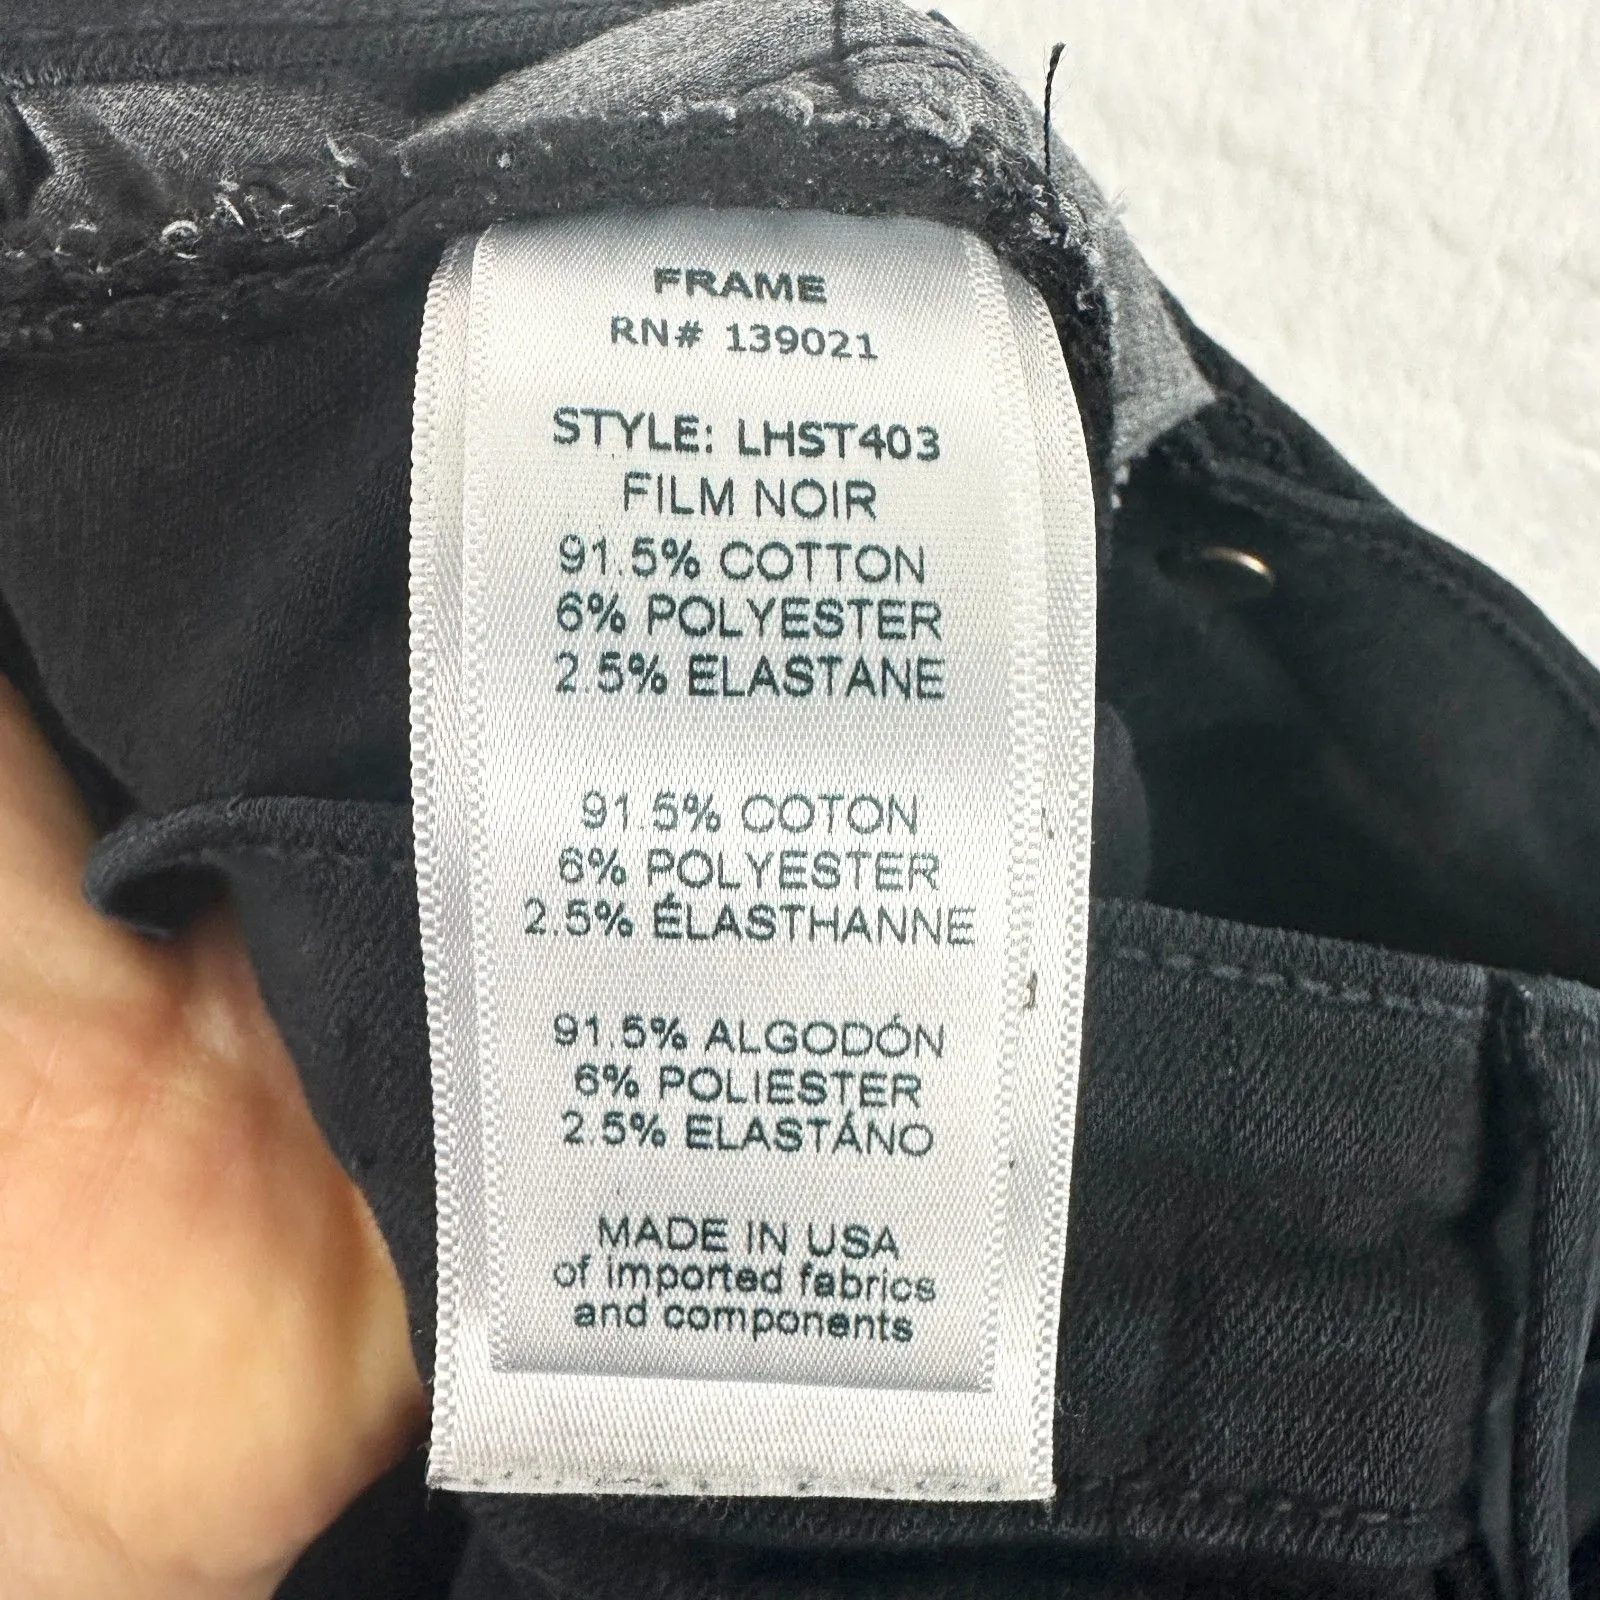 FRAME
RN# 139021
STYLE: LHST403
FILM NOIR
91.5% COTTON
6% POLYESTER
2.5% ELASTANE
91.5% COTON
6% POLYESTER
2.5% ÉLASTHANNE
91.5% ALGODÓN
6% POLIESTER
2.5% ELASTÁNO
MADE IN USA
of imported fabrics
and components